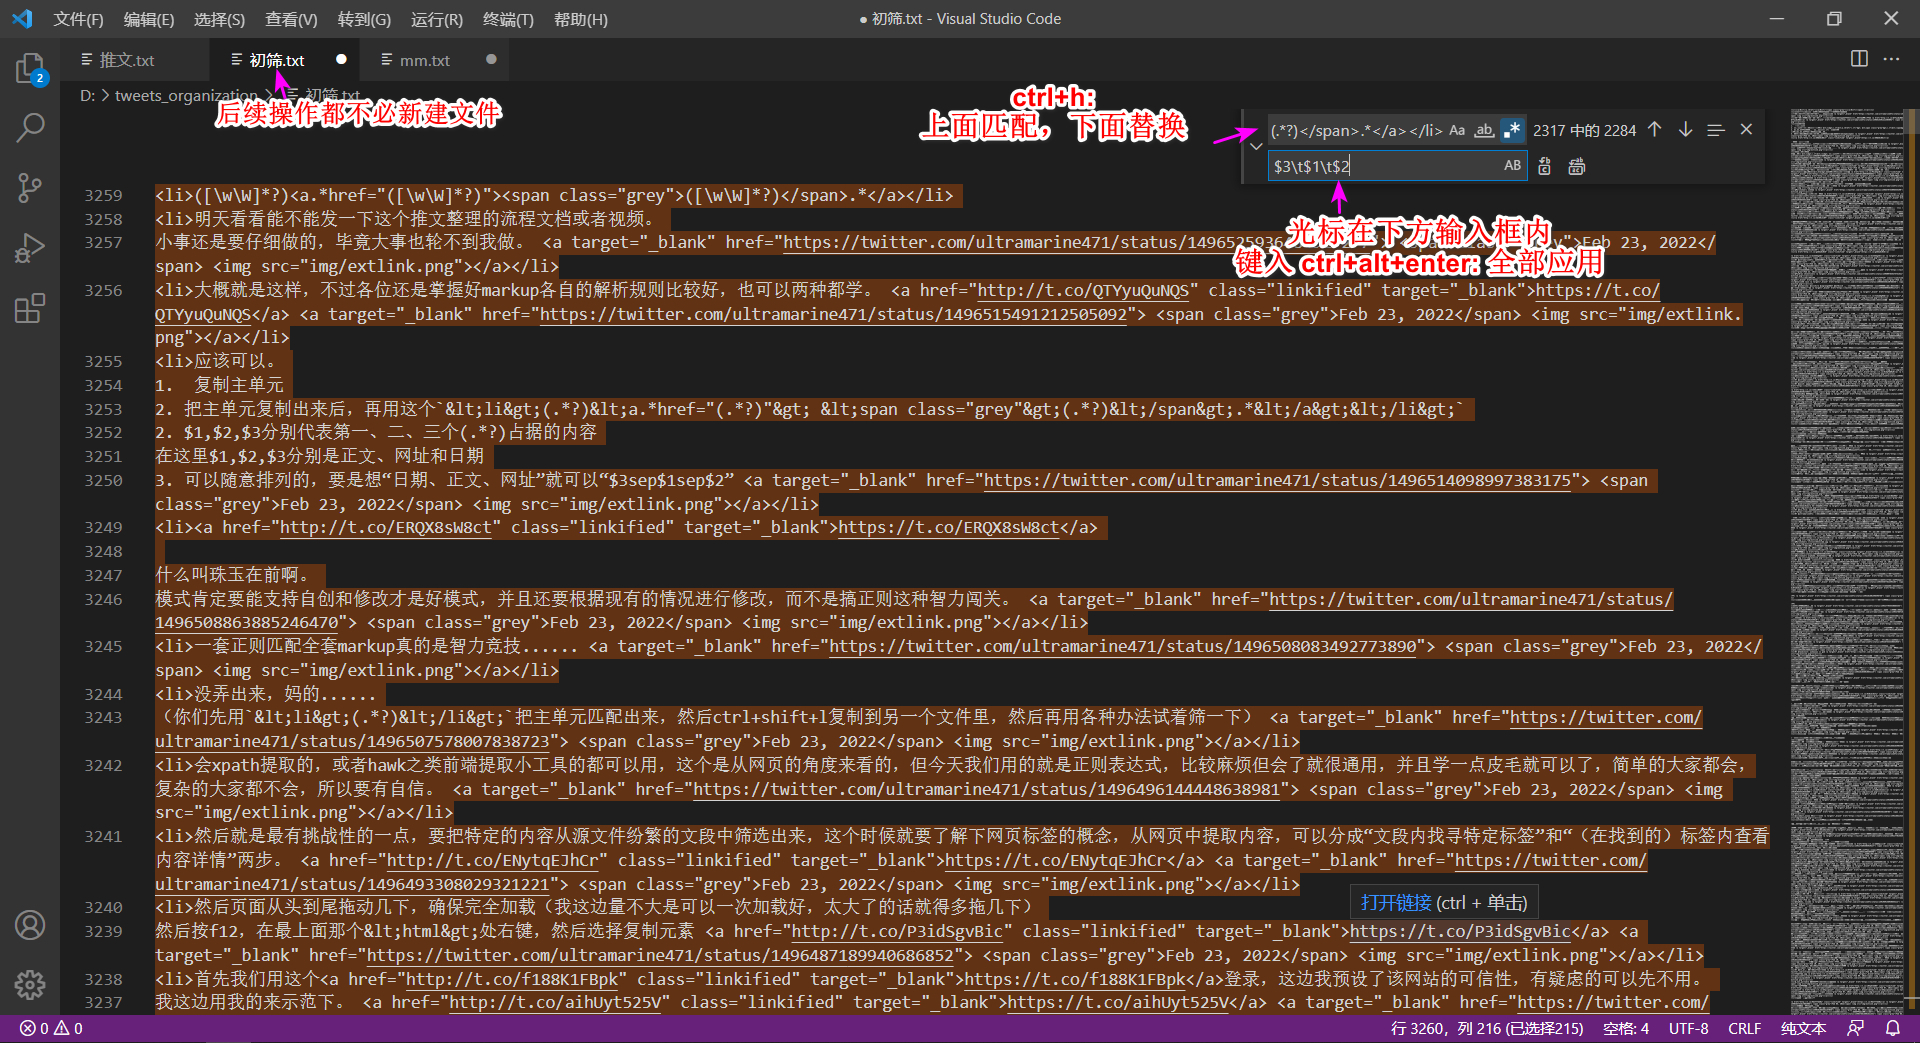 文件(F) 编辑(E) 选择(S) 查看(V) 转到(G) 运行(R) 终端(T) 帮助(H)
● 初筛.txt - Visual Studio Code
推文.txt
初筛.txt
mm.txt
2
D: > tweets_organization > 初筛.txt
后续操作都不必新建文件
ctrl+h:
上面匹配，下面替换
(.*?)</span>.*</a></li>
Aa ab .*
2317 中的 2284
$3\t$1\t$2
AB
光标在下方输入框内
键入 ctrl+alt+enter: 全部应用
3259 <li>([\w\W]*?)<a.*href="([\w\W]*?)"><span class="grey">([\w\W]*?)</span>.*</a></li>
3258 <li>明天看看能不能发一下这个推文整理的流程文档或者视频。
3257 小事还是要仔细做的，毕竟大事也轮不到我做。 <a target="_blank" href="https://twitter.com/ultramarine471/status/149652593 Feb 23, 2022</
span> <img src="img/extlink.png"></a></li>
3256 <li>大概就是这样，不过各位还是掌握好markup各自的解析规则比较好，也可以两种都学。 <a href="http://t.co/QTYyuQuNQS" class="linkified" target="_blank">https://t.co/
QTYyuQuNQS</a> <a target="_blank" href="https://twitter.com/ultramarine471/status/1496515491212505092"> <span class="grey">Feb 23, 2022</span> <img src="img/extlink.
png"></a></li>
3255 <li>应该可以。
3254 1.  复制主单元
3253 2. 把主单元复制出来后，再用这个`&lt;li&gt;(.*?)&lt;a.*href="(.*?)"&gt; &lt;span class="grey"&gt;(.*?)&lt;/span&gt;.*&lt;/a&gt;&lt;/li&gt;`
3252 2. $1,$2,$3分别代表第一、二、三个(.*?)占据的内容
3251 在这里$1,$2,$3分别是正文、网址和日期
3250 3. 可以随意排列的，要是想“日期、正文、网址”就可以“$3sep$1sep$2” <a target="_blank" href="https://twitter.com/ultramarine471/status/1496514098997383175"> <span
class="grey">Feb 23, 2022</span> <img src="img/extlink.png"></a></li>
3249 <li><a href="http://t.co/ERQX8sW8ct" class="linkified" target="_blank">https://t.co/ERQX8sW8ct</a>
3248
3247 什么叫珠玉在前啊。
3246 模式肯定要能支持自创和修改才是好模式，并且还要根据现有的情况进行修改，而不是搞正则这种智力闯关。 <a target="_blank" href="https://twitter.com/ultramarine471/status/
1496508863885246470"> <span class="grey">Feb 23, 2022</span> <img src="img/extlink.png"></a></li>
3245 <li>一套正则匹配全套markup真的是智力竞技...... <a target="_blank" href="https://twitter.com/ultramarine471/status/1496508083492773890"> <span class="grey">Feb 23, 2022</
span> <img src="img/extlink.png"></a></li>
3244 <li>没弄出来，妈的......
3243 （你们先用`&lt;li&gt;(.*?)&lt;/li&gt;`把主单元匹配出来，然后ctrl+shift+l复制到另一个文件里，然后再用各种办法试着筛一下） <a target="_blank" href="https://twitter.com/
ultramarine471/status/1496507578007838723"> <span class="grey">Feb 23, 2022</span> <img src="img/extlink.png"></a></li>
3242 <li>会xpath提取的，或者hawk之类前端提取小工具的都可以用，这个是从网页的角度来看的，但今天我们用的就是正则表达式，比较麻烦但会了就很通用，并且学一点皮毛就可以了，简单的大家都会，
复杂的大家都不会，所以要有自信。 <a target="_blank" href="https://twitter.com/ultramarine471/status/1496496144448638981"> <span class="grey">Feb 23, 2022</span> <img
src="img/extlink.png"></a></li>
3241 <li>然后就是最有挑战性的一点，要把特定的内容从源文件纷繁的文段中筛选出来，这个时候就要了解下网页标签的概念，从网页中提取内容，可以分成“文段内找寻特定标签”和“（在找到的）标签内查看
内容详情”两步。 <a href="http://t.co/ENytqEJhCr" class="linkified" target="_blank">https://t.co/ENytqEJhCr</a> <a target="_blank" href="https://twitter.com/
ultramarine471/status/1496493308029321221"> <span class="grey">Feb 23, 2022</span> <img src="img/extlink.png"></a></li>
3240 <li>然后页面从头到尾拖动几下，确保完全加载（我这边量不大是可以一次加载好，太大了的话就得多拖几下）
打开链接 (ctrl + 单击)
3239 然后按f12，在最上面那个&lt;html&gt;处右键，然后选择复制元素 <a href="http://t.co/P3idSgvBic" class="linkified" target="_blank">https://t.co/P3idSgvBic</a> <a
target="_blank" href="https://twitter.com/ultramarine471/status/1496487189940686852"> <span class="grey">Feb 23, 2022</span> <img src="img/extlink.png"></a></li>
3238 <li>首先我们用这个<a href="http://t.co/f188K1FBpk" class="linkified" target="_blank">https://t.co/f188K1FBpk</a>登录，这边我预设了该网站的可信性，有疑虑的可以先不用。
3237 我这边用我的来示范下。 <a href="http://t.co/aihUyt525V" class="linkified" target="_blank">https://t.co/aihUyt525V</a> <a target="_blank" href="https://twitter.com/
0 0
行 3260，列 216 (已选择215) 空格: 4 UTF-8 CRLF 纯文本